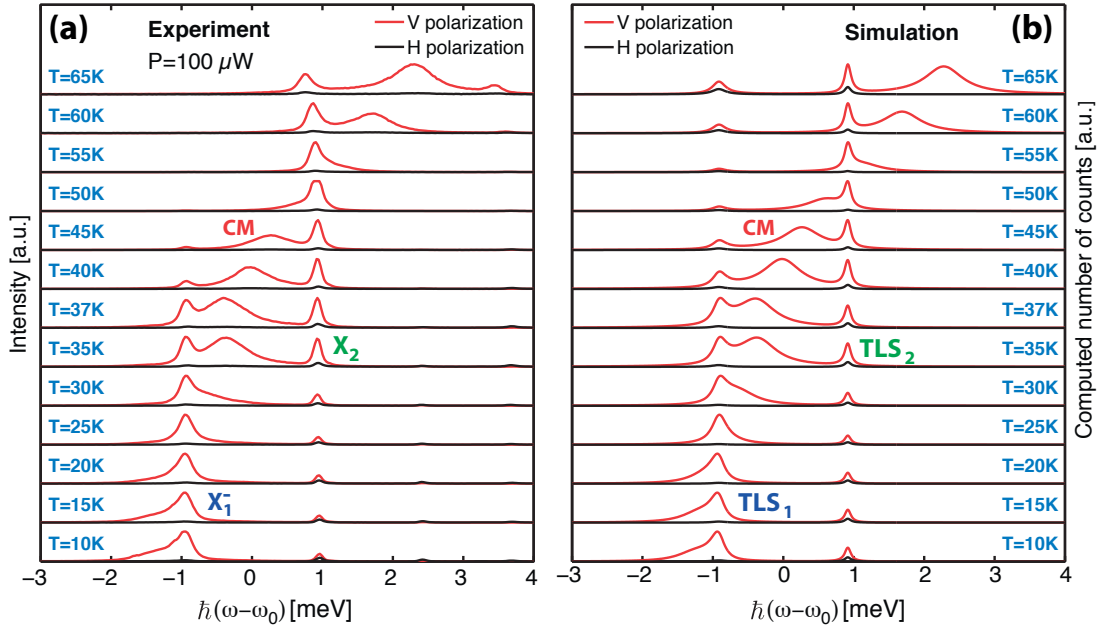 (a)
Experiment
P=100 μW
V polarization
H polarization
T=65K
T=60K
T=55K
T=50K
T=45K
T=40K
T=37K
T=35K
T=30K
T=25K
T=20K
T=15K
T=10K
CM
X₂
X₁⁻
Intensity [a.u.]
−3 −2 −1 0 1 2 3 4
ℏ(ω−ω₀) [meV]
V polarization
H polarization
Simulation
(b)
T=65K
T=60K
T=55K
T=50K
T=45K
T=40K
T=37K
T=35K
T=30K
T=25K
T=20K
T=15K
T=10K
CM
TLS₂
TLS₁
Computed number of counts [a.u.]
−3 −2 −1 0 1 2 3 4
ℏ(ω−ω₀) [meV]